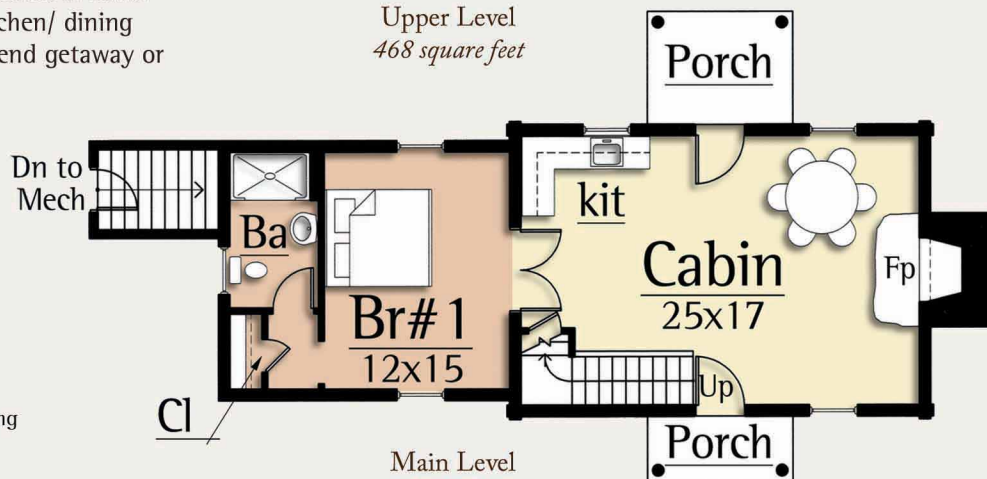 chen/ dining
end getaway or
Upper Level
468 square feet
Porch
Dn to
Mech
Ba
kit
Cabin
25x17
Fp
Br#1
12x15
Up
Cl
ng
Porch
Main Level